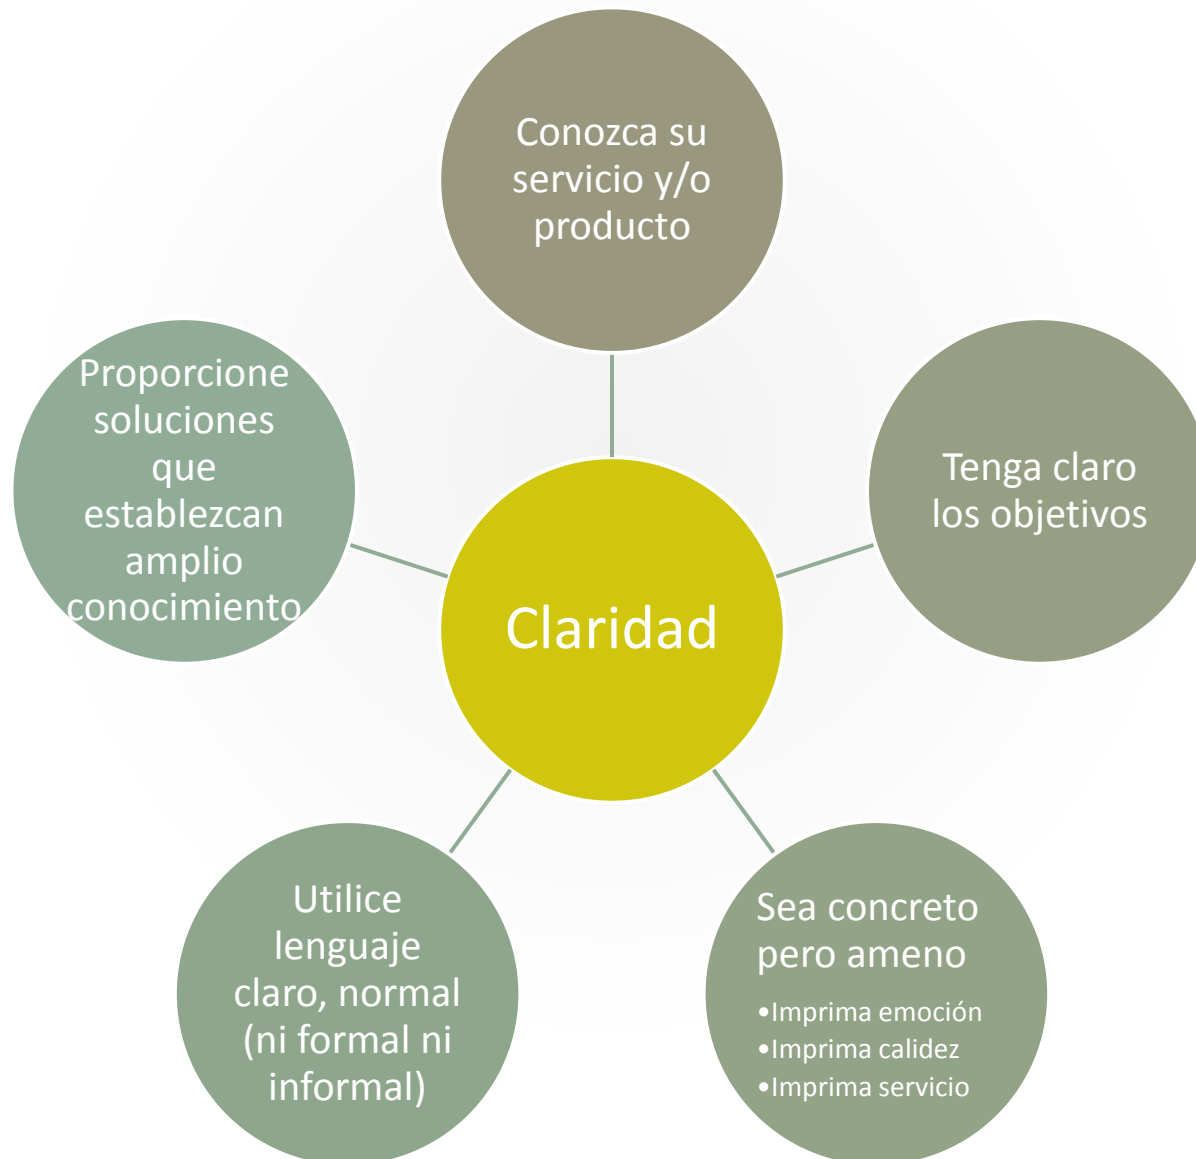 Conozca su
servicio y/o
producto
Proporcione
soluciones
que
establezcan
amplio
conocimiento
Tenga claro
los objetivos
Claridad
Utilice
lenguaje
claro, normal
(ni formal ni
informal)
Sea concreto
pero ameno
•Imprima emoción
•Imprima calidez
•Imprima servicio